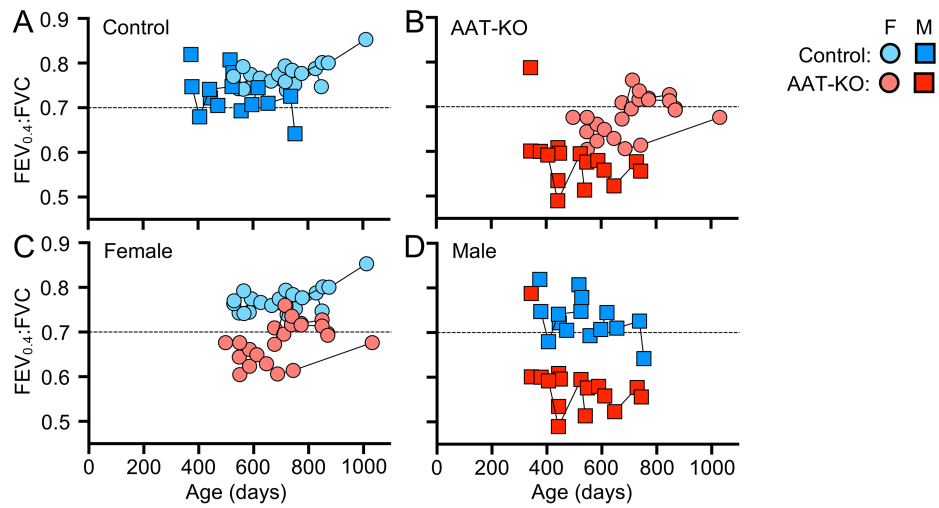 A
Control
0.9
0.8
0.7
0.6
0.5
FEV0.4:FVC
B
AAT-KO
F M
Control:
AAT-KO:
C
Female
0.9
0.8
0.7
0.6
0.5
FEV0.4:FVC
0 200 400 600 800 1000
Age (days)
D
Male
0 200 400 600 800 1000
Age (days)